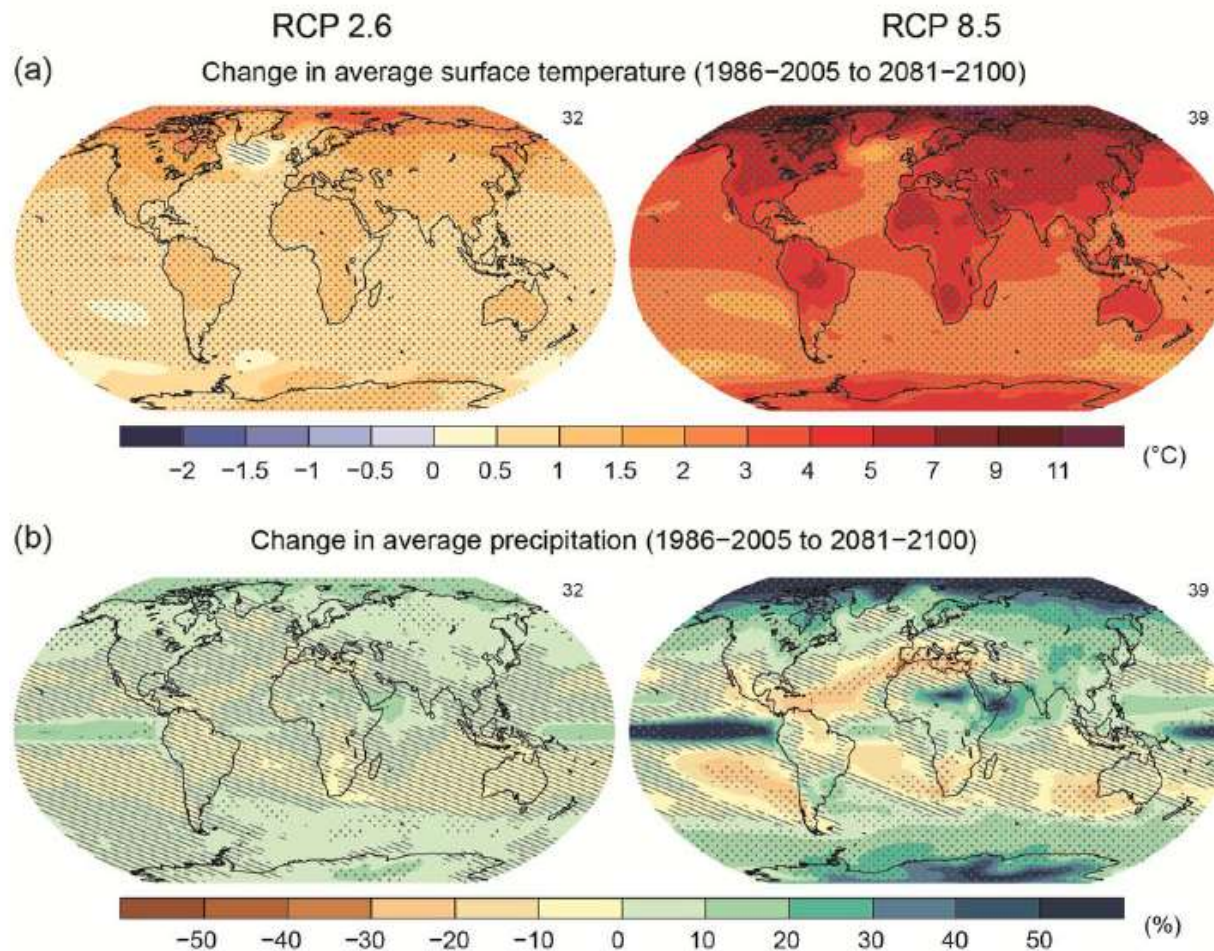 RCP 2.6 RCP 8.5
(a) Change in average surface temperature (1986−2005 to 2081−2100)
32 39
−2 −1.5 −1 −0.5 0 0.5 1 1.5 2 3 4 5 7 9 11 (°C)
(b) Change in average precipitation (1986−2005 to 2081−2100)
32 39
−50 −40 −30 −20 −10 0 10 20 30 40 50 (%)